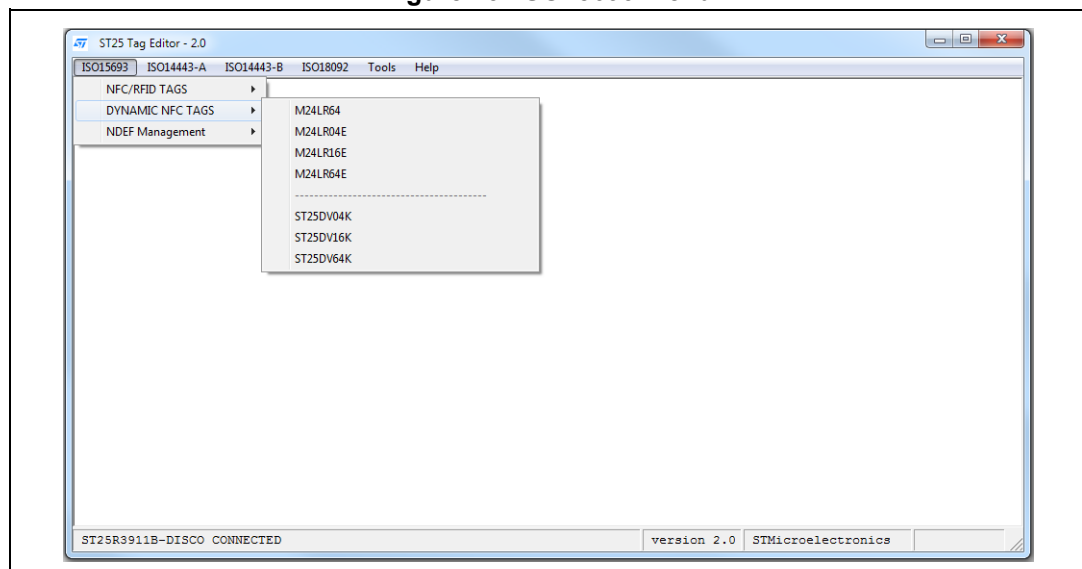 ST25 Tag Editor - 2.0
ISO15693 ISO14443-A ISO14443-B ISO18092 Tools Help
NFC/RFID TAGS
DYNAMIC NFC TAGS
NDEF Management
M24LR64
M24LR04E
M24LR16E
M24LR64E
----------------------------------------
ST25DV04K
ST25DV16K
ST25DV64K
ST25R3911B-DISCO CONNECTED version 2.0 STMicroelectronics